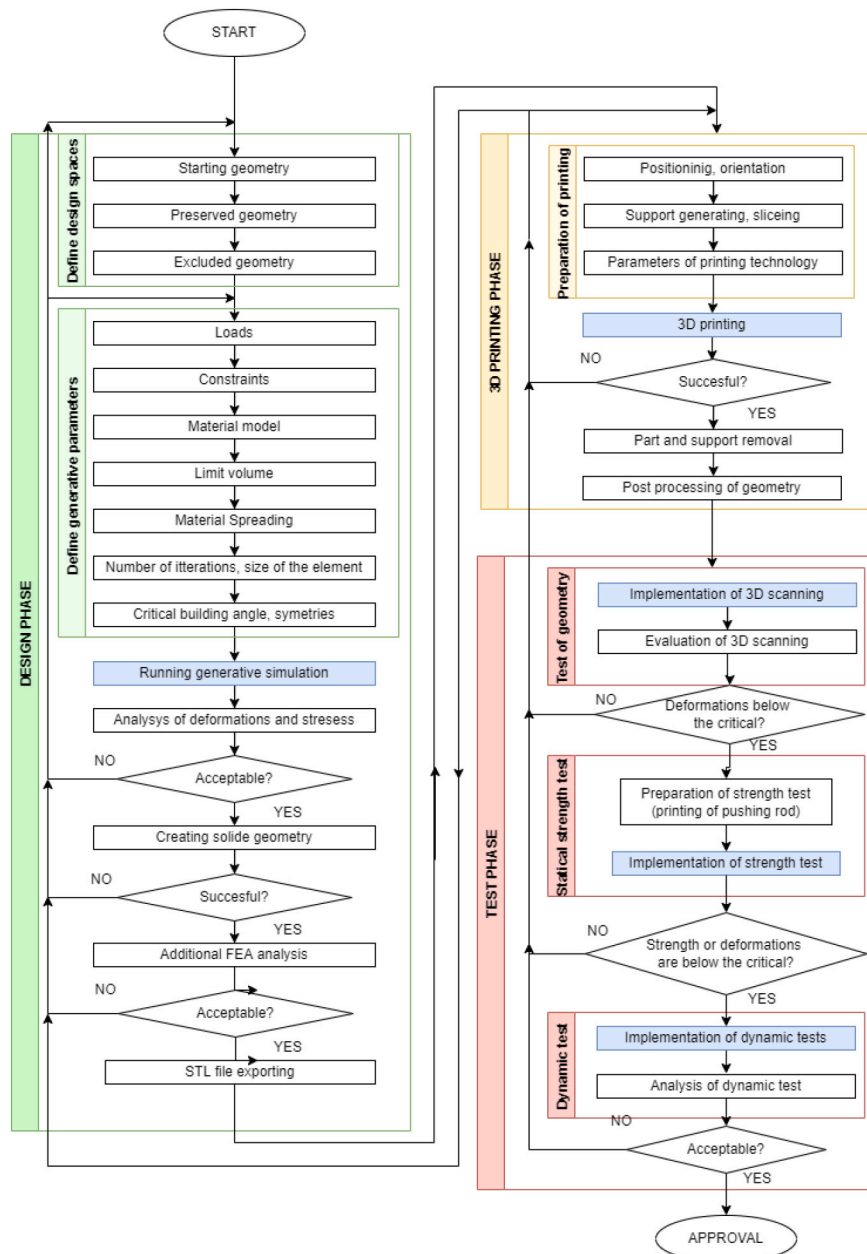 START
DESIGN PHASE
Define design spaces
Starting geometry
Preserved geometry
Excluded geometry
Define generative parameters
Loads
Constraints
Material model
Limit volume
Material Spreading
Number of itterations, size of the element
Critical building angle, symetries
Running generative simulation
Analysys of deformations and stresess
NO
Acceptable?
YES
Creating solide geometry
NO
Succesful?
YES
Additional FEA analysis
NO
Acceptable?
YES
STL file exporting
3D PRINTING PHASE
Preparation of printing
Positioninig, orientation
Support generating, sliceing
Parameters of printing technology
3D printing
NO
Succesful?
YES
Part and support removal
Post processing of geometry
TEST PHASE
Test of geometry
Implementation of 3D scanning
Evaluation of 3D scanning
NO
Deformations below
the critical?
YES
Statical strength test
Preparation of strength test
(printing of pushing rod)
Implementation of strength test
NO
Strength or deformations
are below the critical?
YES
Dynamic test
Implementation of dynamic tests
Analysis of dynamic test
NO
Acceptable?
YES
APPROVAL